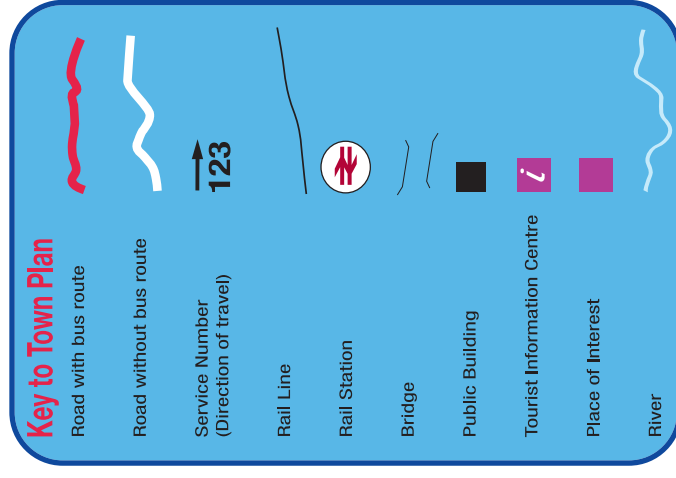 Key to Town Plan
Road with bus route
Road without bus route
Service Number
(Direction of travel)
123
Rail Line
Rail Station
Bridge
Public Building
Tourist Information Centre
i
Place of Interest
River